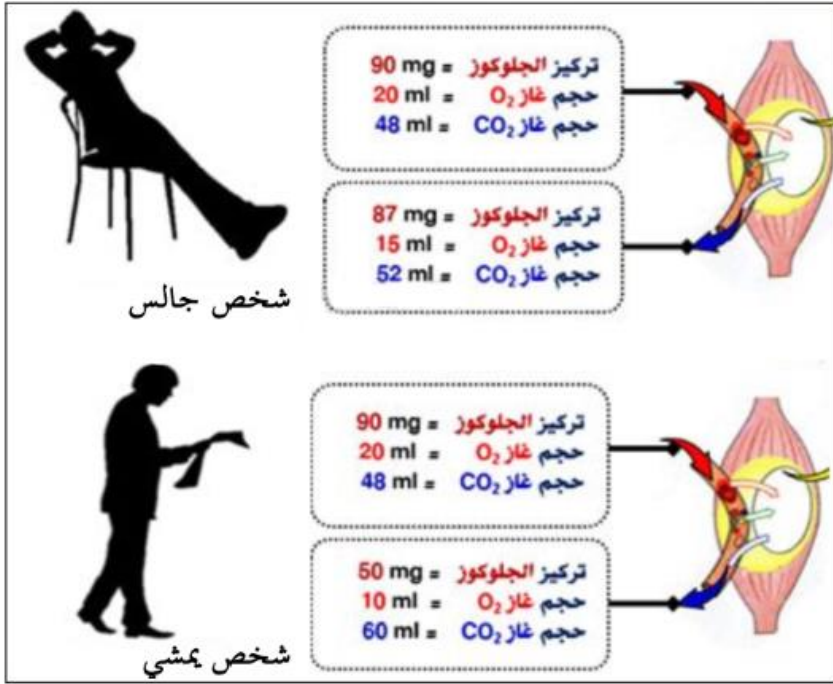 تركيز الجلوكوز = 90 mg
حجم غاز O₂ = 20 ml
حجم غاز CO₂ = 48 ml
تركيز الجلوكوز = 87 mg
حجم غاز O₂ = 15 ml
حجم غاز CO₂ = 52 ml
شخص جالس
تركيز الجلوكوز = 90 mg
حجم غاز O₂ = 20 ml
حجم غاز CO₂ = 48 ml
تركيز الجلوكوز = 50 mg
حجم غاز O₂ = 10 ml
حجم غاز CO₂ = 60 ml
شخص يمشي